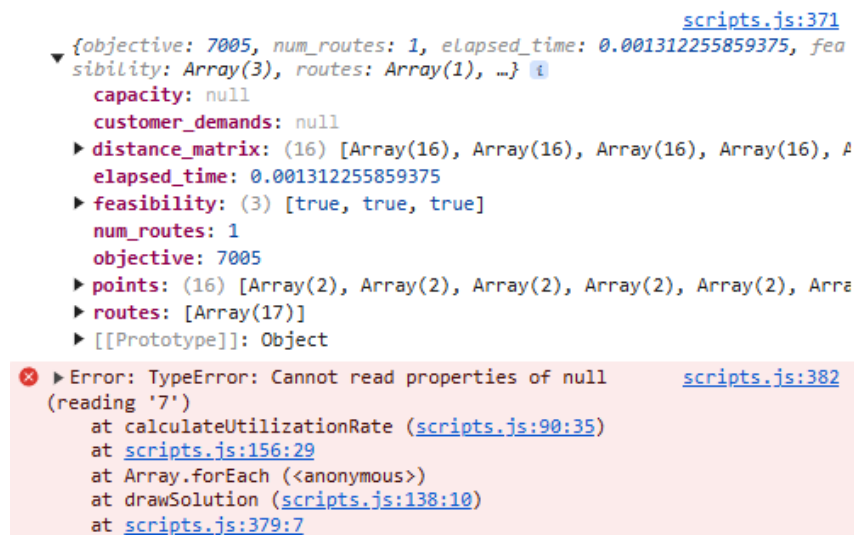 scripts.js:371
▼ {objective: 7005, num_routes: 1, elapsed_time: 0.001312255859375, fea
sibility: Array(3), routes: Array(1), …} i
capacity: null
customer_demands: null
▶ distance_matrix: (16) [Array(16), Array(16), Array(16), Array(16), A
elapsed_time: 0.001312255859375
▶ feasibility: (3) [true, true, true]
num_routes: 1
objective: 7005
▶ points: (16) [Array(2), Array(2), Array(2), Array(2), Array(2), Arra
▶ routes: [Array(17)]
▶ [[Prototype]]: Object
▶ Error: TypeError: Cannot read properties of null scripts.js:382
(reading '7')
at calculateUtilizationRate (scripts.js:90:35)
at scripts.js:156:29
at Array.forEach (<anonymous>)
at drawSolution (scripts.js:138:10)
at scripts.js:379:7